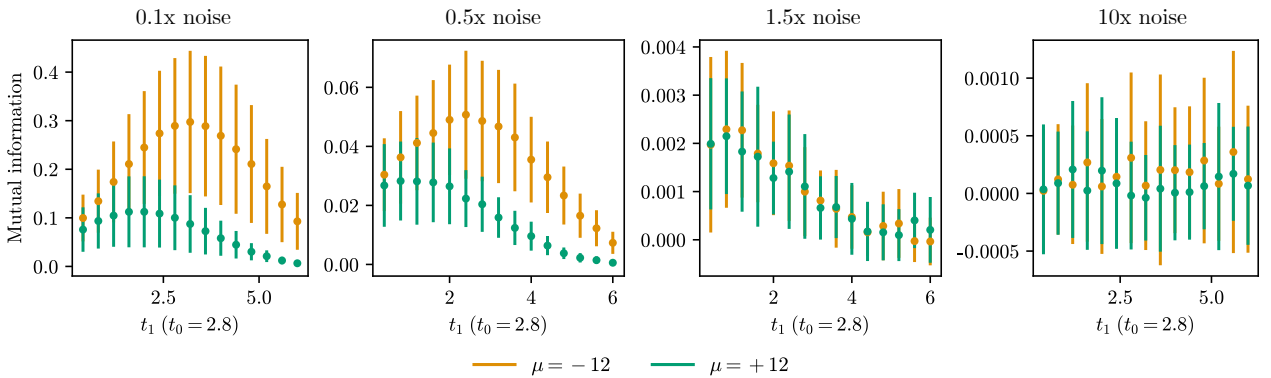 0.1x noise
0.5x noise
1.5x noise
10x noise
Mutual information
0.4
0.3
0.2
0.1
0.0
2.5 5.0
t₁ (t₀ = 2.8)
0.06
0.04
0.02
0.00
2 4 6
t₁ (t₀ = 2.8)
0.004
0.003
0.002
0.001
0.000
2 4 6
t₁ (t₀ = 2.8)
0.0010
0.0005
0.0000
-0.0005
2.5 5.0
t₁ (t₀ = 2.8)
μ = − 12
μ = + 12